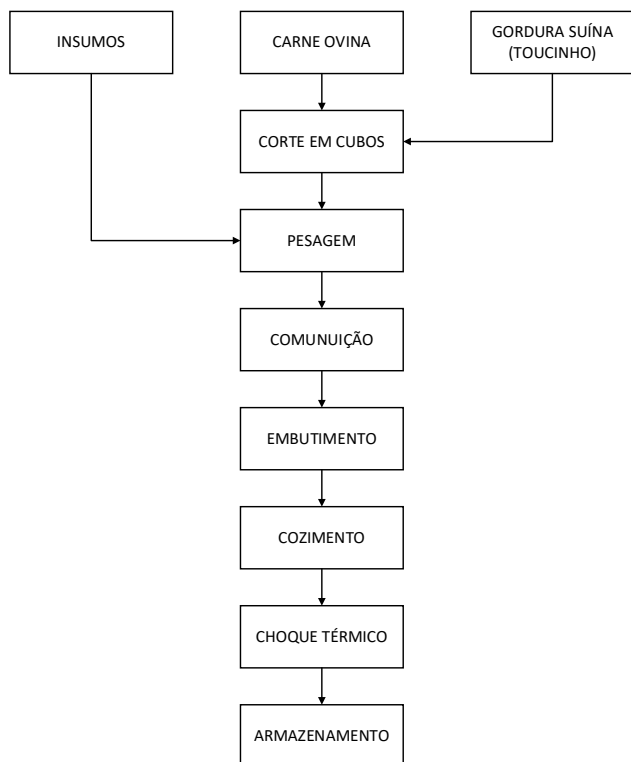 INSUMOS
CARNE OVINA
GORDURA SUÍNA
(TOUCINHO)
CORTE EM CUBOS
PESAGEM
COMUNUIÇÃO
EMBUTIMENTO
COZIMENTO
CHOQUE TÉRMICO
ARMAZENAMENTO